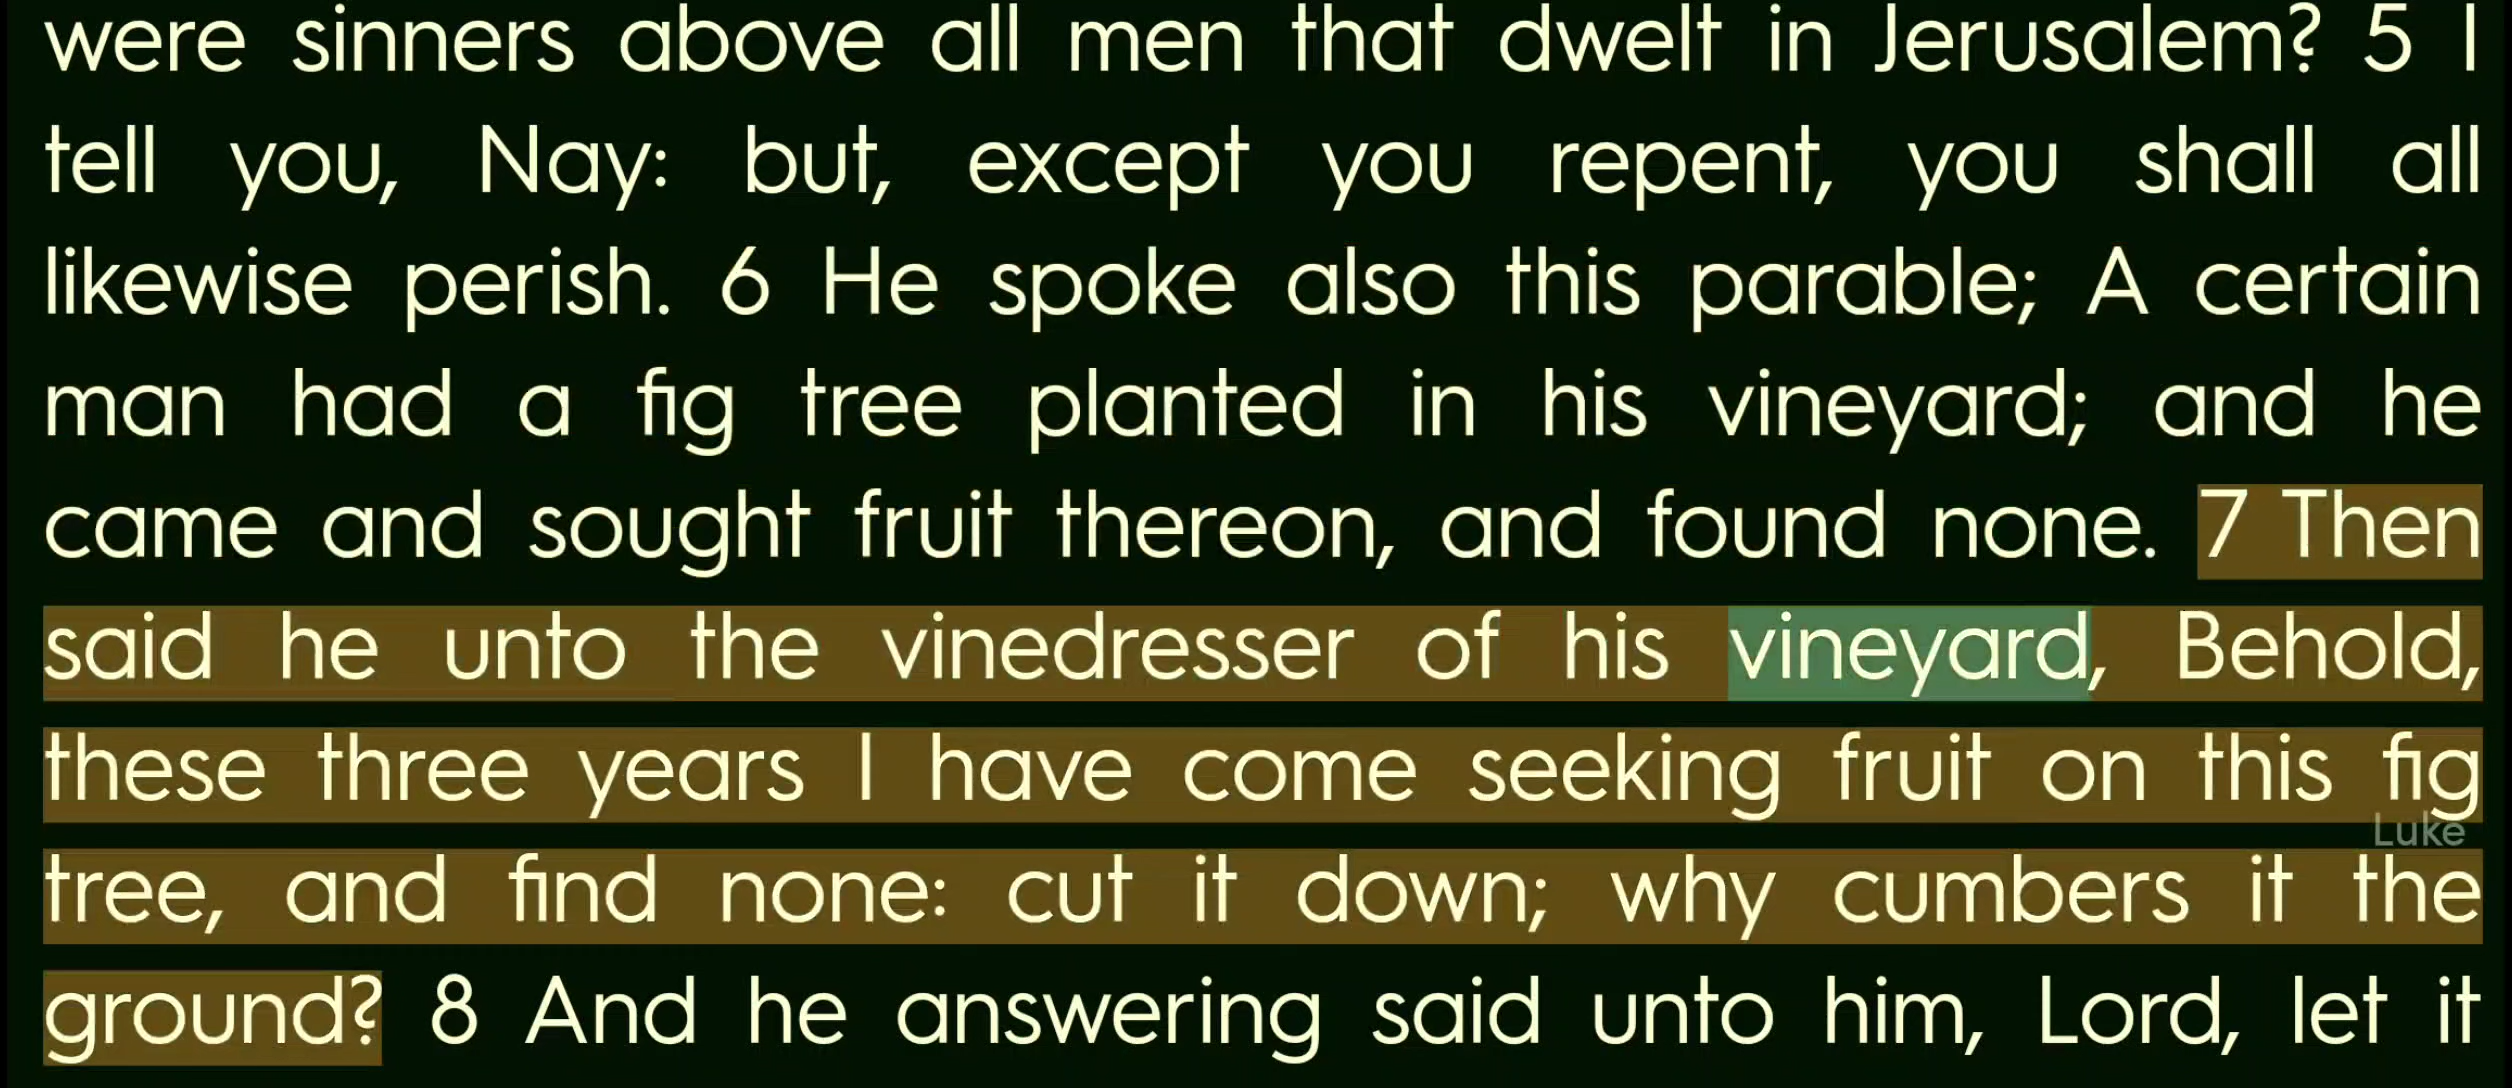 were sinners above all men that dwelt in Jerusalem? 5 I
tell you, Nay: but, except you repent, you shall all
likewise perish. 6 He spoke also this parable; A certain
man had a fig tree planted in his vineyard; and he
came and sought fruit thereon, and found none. 7 Then
said he unto the vinedresser of his vineyard, Behold,
these three years I have come seeking fruit on this fig
Luke
tree, and find none: cut it down; why cumbers it the
ground? 8 And he answering said unto him, Lord, let it